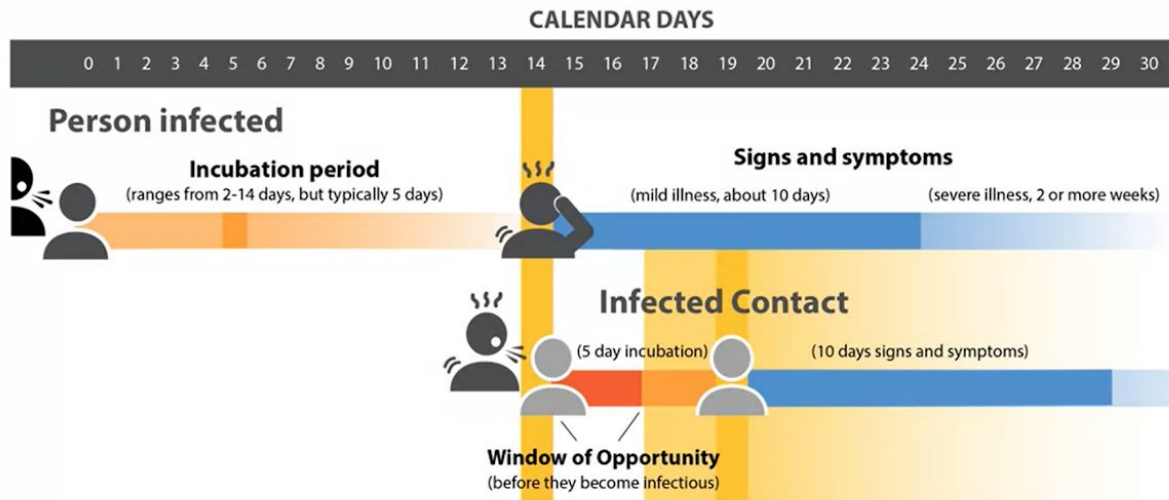 CALENDAR DAYS
0 1 2 3 4 5 6 7 8 9 10 11 12 13 14 15 16 17 18 19 20 21 22 23 24 25 26 27 28 29 30
Person infected
Incubation period
(ranges from 2-14 days, but typically 5 days)
Signs and symptoms
(mild illness, about 10 days)
(severe illness, 2 or more weeks)
Infected Contact
(5 day incubation)
(10 days signs and symptoms)
Window of Opportunity
(before they become infectious)